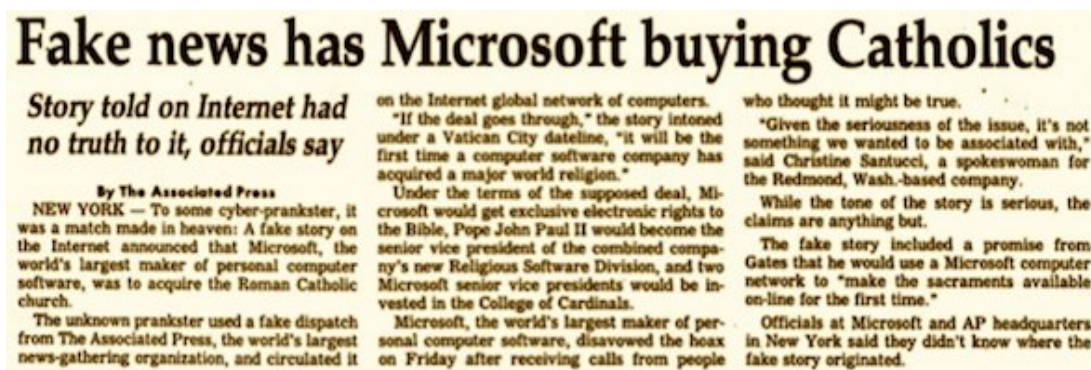 Fake news has Microsoft buying Catholics
Story told on Internet had
no truth to it, officials say
By The Associated Press
NEW YORK — To some cyber-prankster, it
was a match made in heaven: A fake story on
the Internet announced that Microsoft, the
world's largest maker of personal computer
software, was to acquire the Roman Catholic
church.
The unknown prankster used a fake dispatch
from The Associated Press, the world's largest
news-gathering organization, and circulated it
on the Internet global network of computers.
"If the deal goes through," the story intoned
under a Vatican City dateline, "it will be the
first time a computer software company has
acquired a major world religion."
Under the terms of the supposed deal, Mi-
crosoft would get exclusive electronic rights to
the Bible, Pope John Paul II would become the
senior vice president of the combined compa-
ny's new Religious Software Division, and two
Microsoft senior vice presidents would be in-
vested in the College of Cardinals.
Microsoft, the world's largest maker of per-
sonal computer software, disavowed the hoax
on Friday after receiving calls from people
who thought it might be true.
"Given the seriousness of the issue, it's not
something we wanted to be associated with,"
said Christine Santucci, a spokeswoman for
the Redmond, Wash.-based company.
While the tone of the story is serious, the
claims are anything but.
The fake story included a promise from
Gates that he would use a Microsoft computer
network to "make the sacraments available
on-line for the first time."
Officials at Microsoft and AP headquarters
in New York said they didn't know where the
fake story originated.